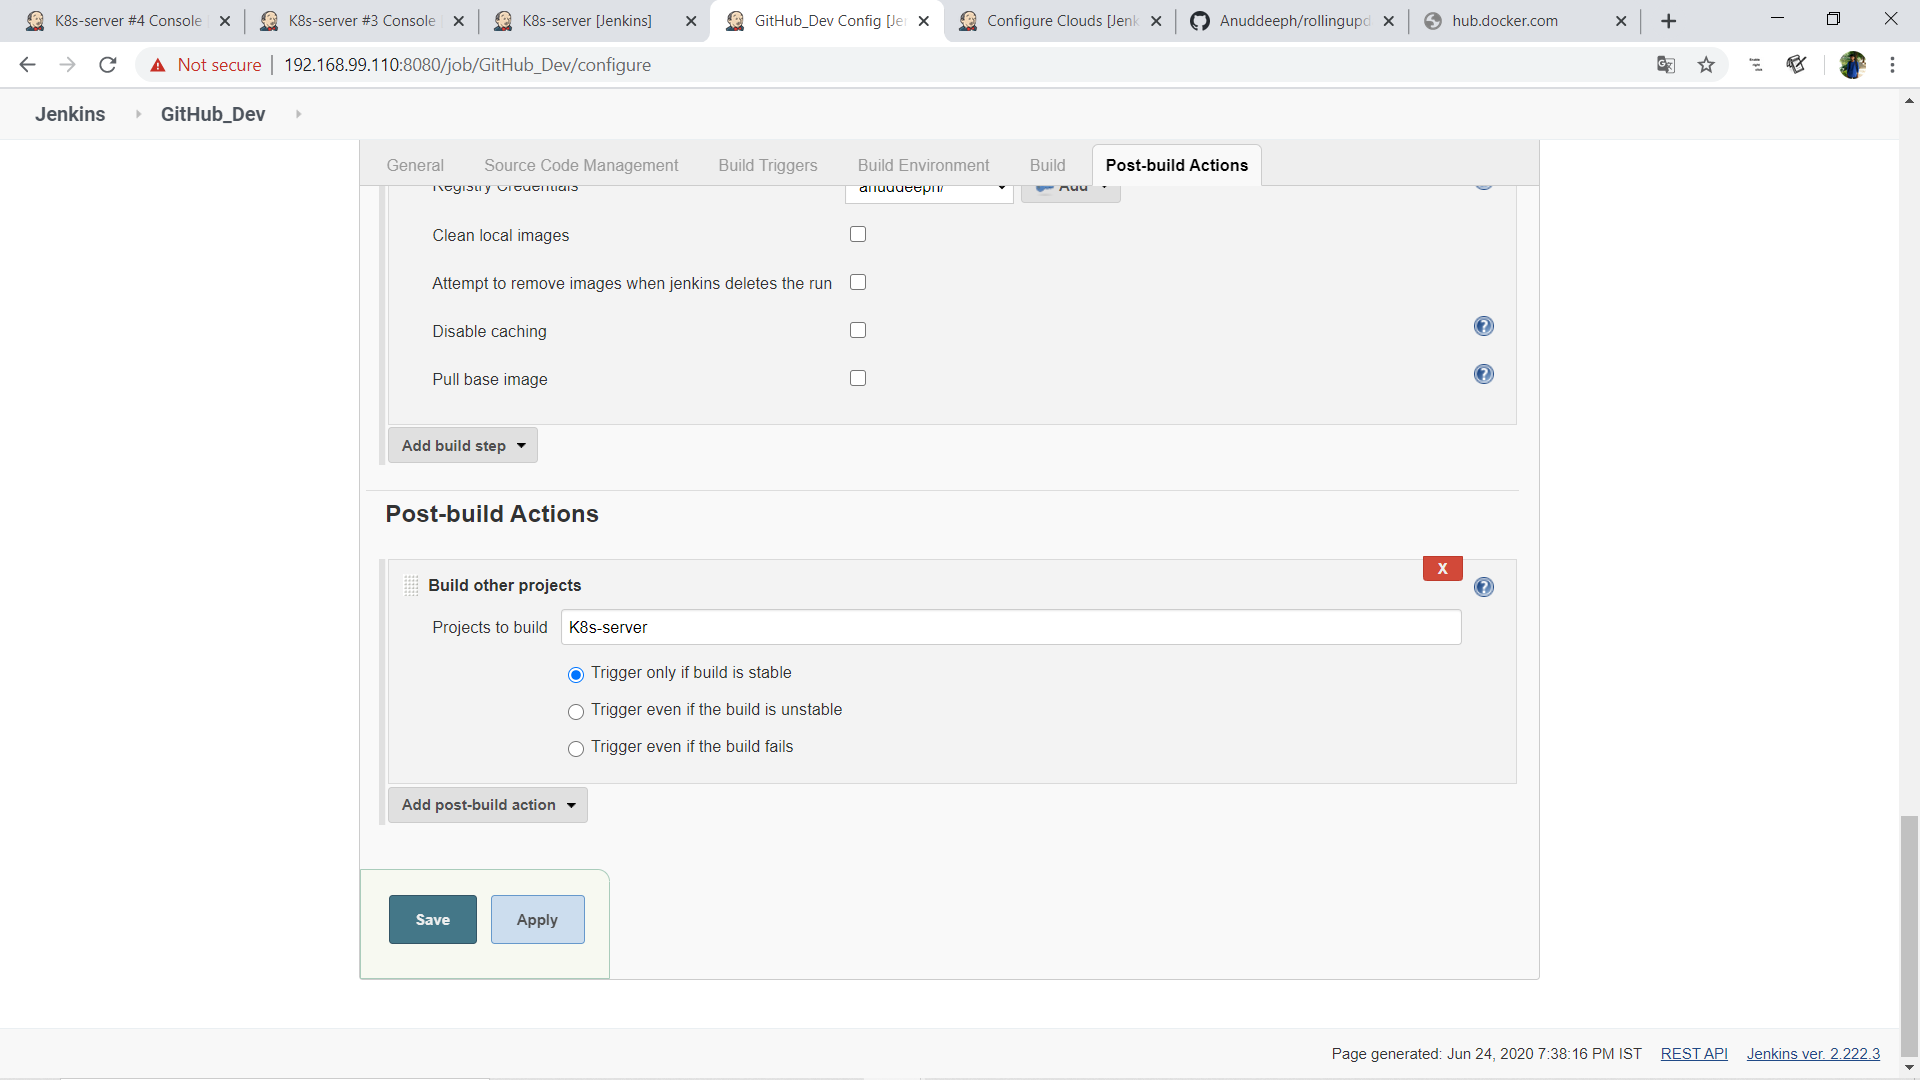 K8s-server #4 Console
K8s-server #3 Console
K8s-server [Jenkins]
GitHub_Dev Config [Je
Configure Clouds [Jenk
Anuddeeph/rollingupd
hub.docker.com
Not secure
192.168.99.110:8080/job/GitHub_Dev/configure
Jenkins
GitHub_Dev
General
Source Code Management
Build Triggers
Build Environment
Build
Post-build Actions
Registry Credentials
anuddeeph/
Add
Clean local images
Attempt to remove images when jenkins deletes the run
Disable caching
Pull base image
Add build step
Post-build Actions
X
Build other projects
Projects to build
K8s-server
Trigger only if build is stable
Trigger even if the build is unstable
Trigger even if the build fails
Add post-build action
Save
Apply
Page generated: Jun 24, 2020 7:38:16 PM IST
REST API
Jenkins ver. 2.222.3